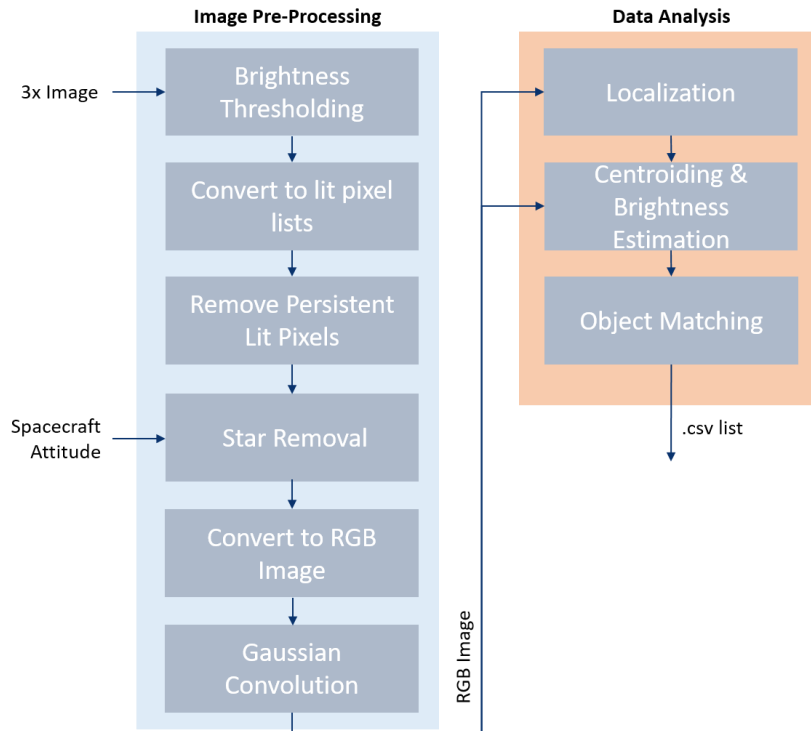 Image Pre-Processing
3x Image
Brightness
Thresholding
Convert to lit pixel
lists
Remove Persistent
Lit Pixels
Spacecraft
Attitude
Star Removal
Convert to RGB
Image
Gaussian
Convolution
RGB Image
Data Analysis
Localization
Centroiding &
Brightness
Estimation
Object Matching
.csv list